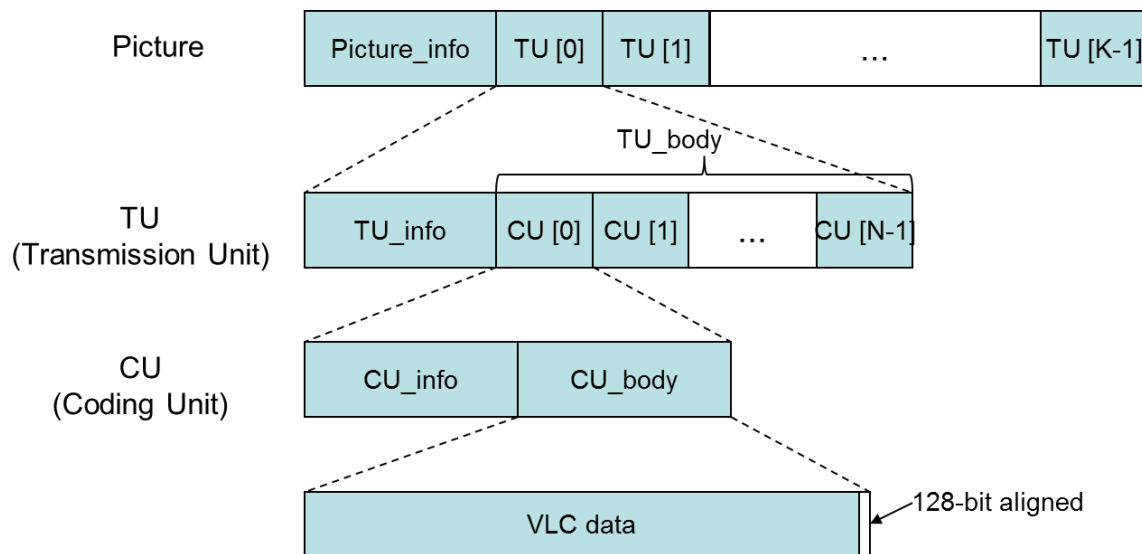 Picture
Picture_info
TU [0]
TU [1]
...
TU [K-1]
TU_body
TU
(Transmission Unit)
TU_info
CU [0]
CU [1]
...
CU [N-1]
CU
(Coding Unit)
CU_info
CU_body
VLC data
128-bit aligned